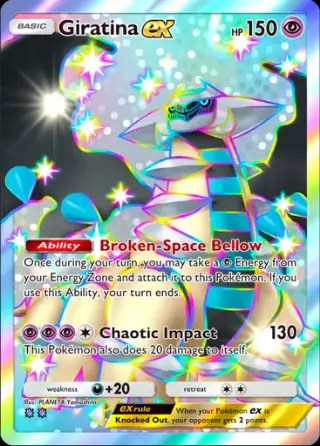 BASIC Giratina ex HP 150
Ability Broken-Space Bellow
Once during your turn, you may take a Energy from
your Energy Zone and attach it to this Pokémon. If you
use this Ability, your turn ends.
Chaotic Impact 130
This Pokémon also does 20 damage to itself.
weakness +20 retreat
Illus. PLANETA Yamashita
ex rule When your Pokémon ex is
Knocked Out, your opponent gets 2 points.